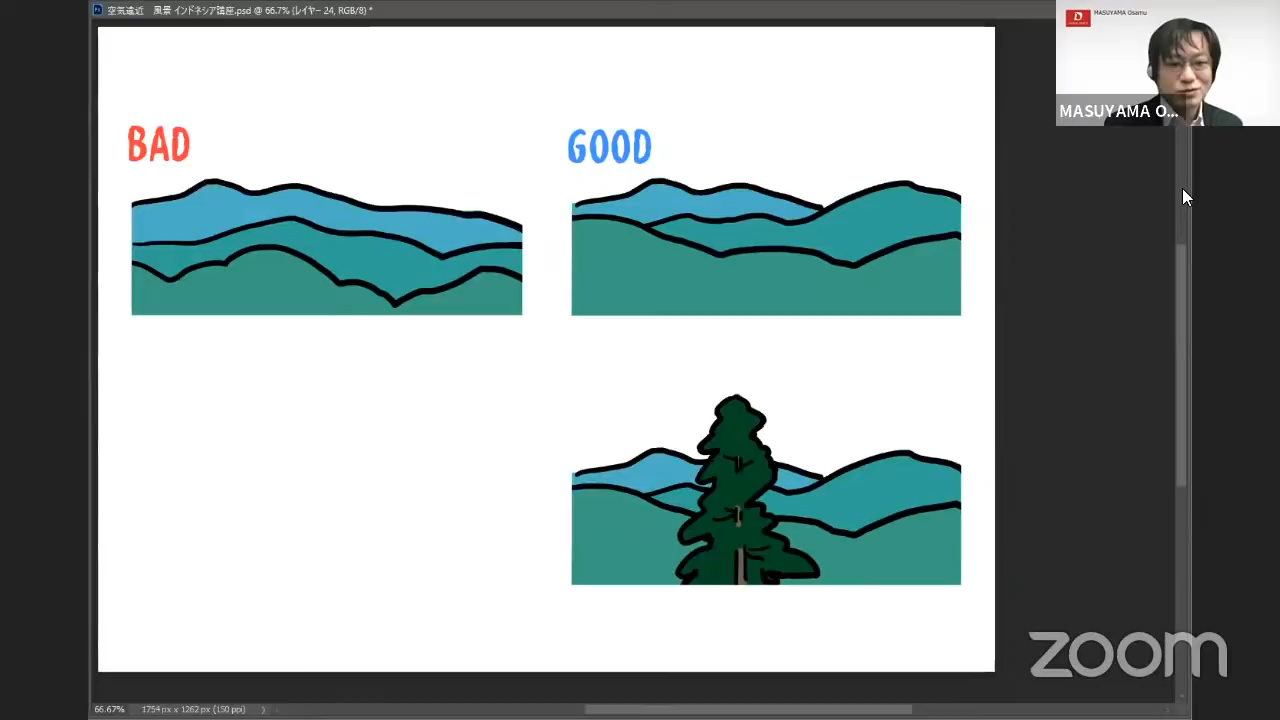 空気遠近　風景 インドネシア講座.psd @ 66.7% (レイヤー 24, RGB/8) *
MASUYAMA Osamu
MASUYAMA O...
BAD
GOOD
zoom
66.67%
1754 px x 1262 px (150 ppi)